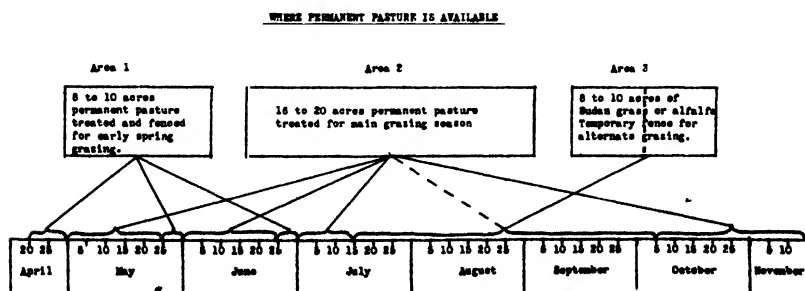 WHERE PERMANENT PASTURE IS AVAILABLE
Area 1
Area 2
Area 3
8 to 10 acres
permanent pasture
treated and fenced
for early spring
grazing.
16 to 20 acres permanent pasture
treated for main grazing season
8 to 10 acres of
Sudan grass or alfalfa
Temporary fence for
alternate grazing.
20 25 5 10 15 20 25 5 10 15 20 25 5 10 15 20 25 5 10 15 20 25 5 10 15 20 25 5 10 15 20 25 5 10
April May June July August September October November